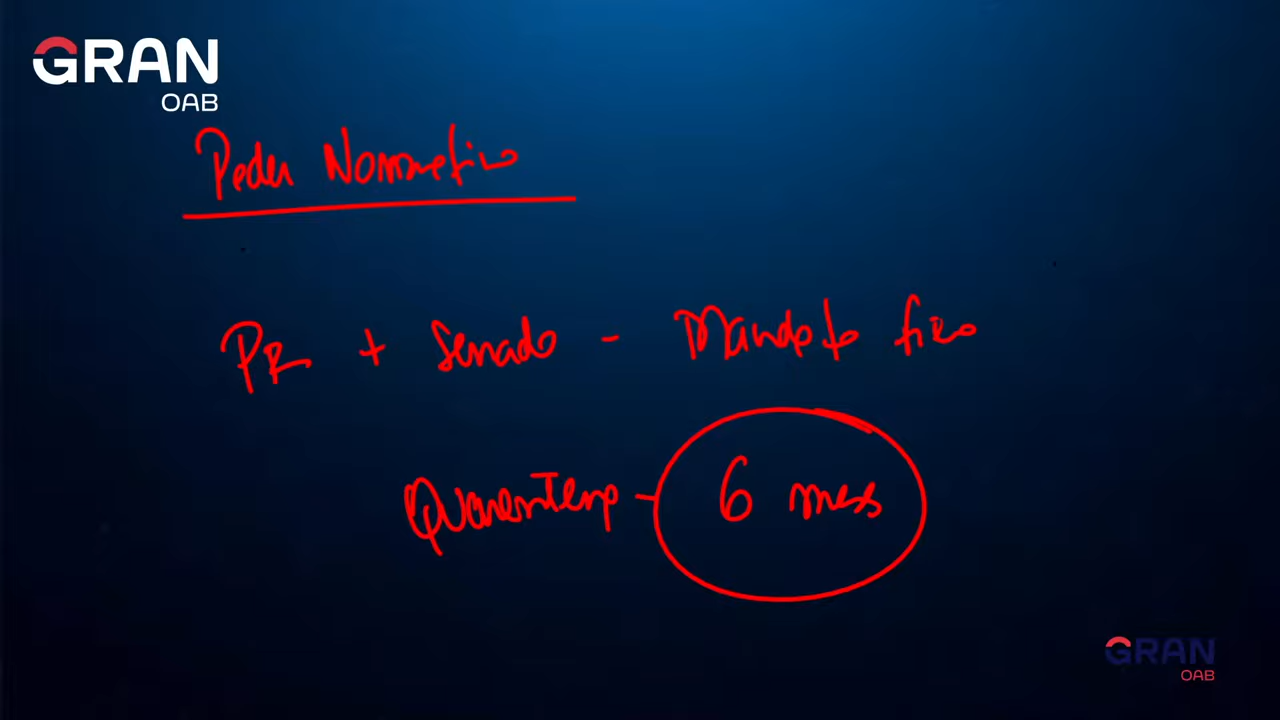 GRAN
OAB
Poder Normativo
PR + Senado - Mandato fixo
Quarentena - 6 meses
GRAN
OAB